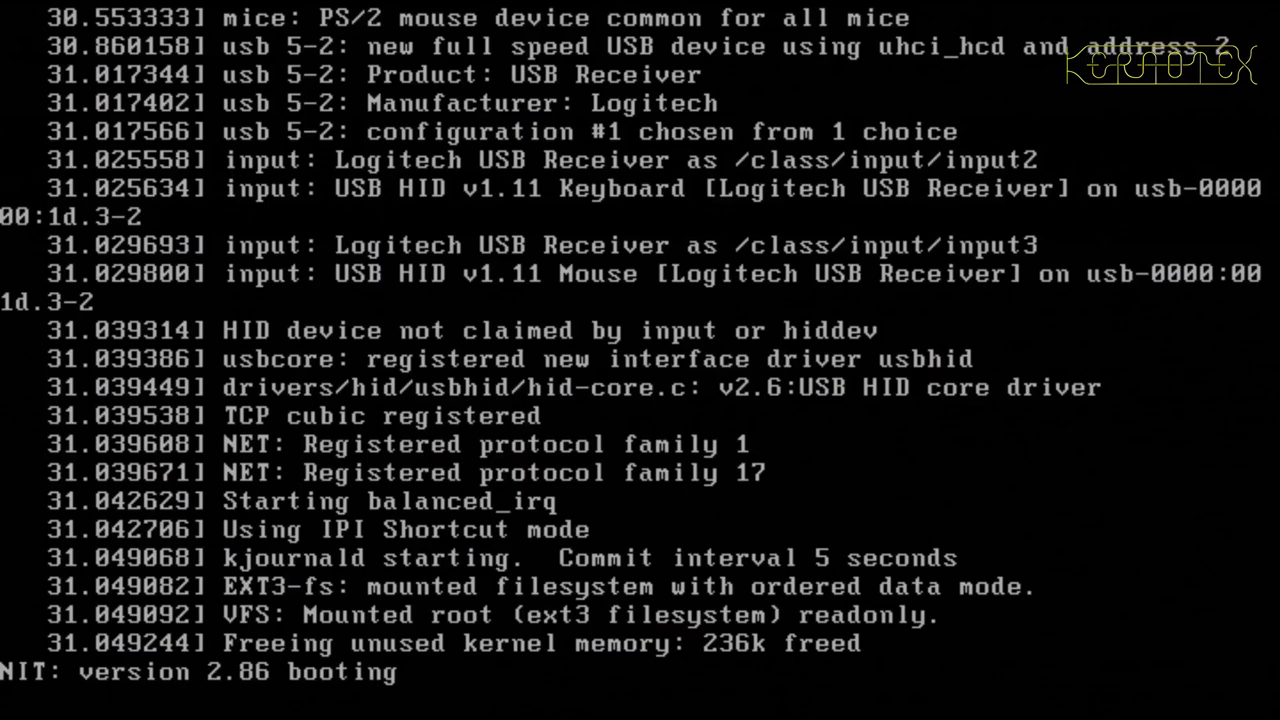 30.553333] mice: PS/2 mouse device common for all mice
30.860158] usb 5-2: new full speed USB device using uhci_hcd and address 2
31.017344] usb 5-2: Product: USB Receiver
31.017402] usb 5-2: Manufacturer: Logitech
31.017566] usb 5-2: configuration #1 chosen from 1 choice
31.025558] input: Logitech USB Receiver as /class/input/input2
31.025634] input: USB HID v1.11 Keyboard [Logitech USB Receiver] on usb-0000
00:1d.3-2
31.029693] input: Logitech USB Receiver as /class/input/input3
31.029800] input: USB HID v1.11 Mouse [Logitech USB Receiver] on usb-0000:00
1d.3-2
31.039314] HID device not claimed by input or hiddev
31.039386] usbcore: registered new interface driver usbhid
31.039449] drivers/hid/usbhid/hid-core.c: v2.6:USB HID core driver
31.039538] TCP cubic registered
31.039608] NET: Registered protocol family 1
31.039671] NET: Registered protocol family 17
31.042629] Starting balanced_irq
31.042706] Using IPI Shortcut mode
31.049068] kjournald starting.  Commit interval 5 seconds
31.049082] EXT3-fs: mounted filesystem with ordered data mode.
31.049092] VFS: Mounted root (ext3 filesystem) readonly.
31.049244] Freeing unused kernel memory: 236k freed
NIT: version 2.86 booting